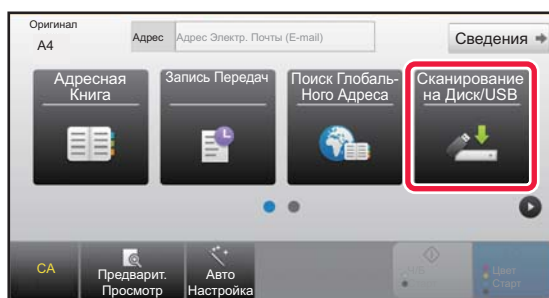 Оригинал
A4
Адрес
Адрес Электр. Почты (E-mail)
Сведения
Адресная
Книга
Запись Передач
Поиск Глобаль-
Ного Адреса
Сканирование
на Диск/USB
CA
Предварит.
Просмотр
Авто
Настройка
Ч/Б
Старт
Цвет
Старт